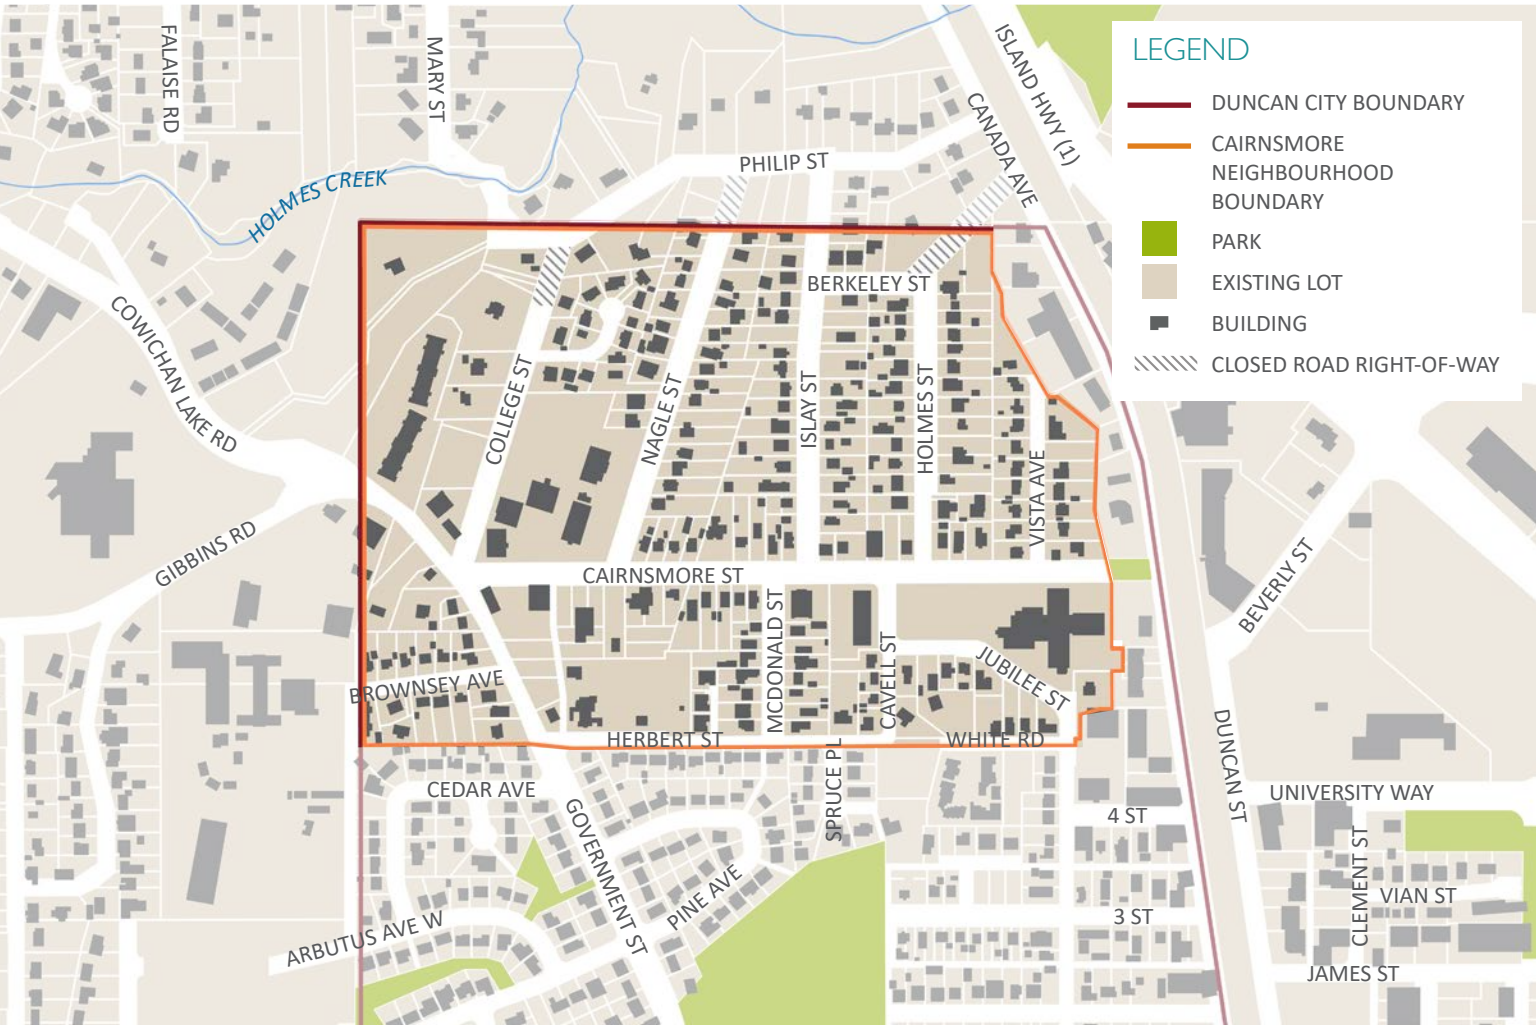 LEGEND
DUNCAN CITY BOUNDARY
CAIRNSMORE
NEIGHBOURHOOD
BOUNDARY
PARK
EXISTING LOT
BUILDING
CLOSED ROAD RIGHT-OF-WAY
FALAISE RD
MARY ST
ISLAND HWY (1)
CANADA AVE
PHILIP ST
HOLMES CREEK
BERKELEY ST
COWICHAN LAKE RD
COLLEGE ST
NAGLE ST
ISLAY ST
HOLMES ST
VISTA AVE
GIBBINS RD
CAIRNSMORE ST
BEVERLY ST
MCDONALD ST
CAVELL ST
JUBILEE ST
BROWNSEY AVE
HERBERT ST
WHITE RD
DUNCAN ST
CEDAR AVE
SPRUCE PL
UNIVERSITY WAY
4 ST
GOVERNMENT ST
PINE AVE
CLEMENT ST
VIAN ST
3 ST
ARBUTUS AVE W
JAMES ST